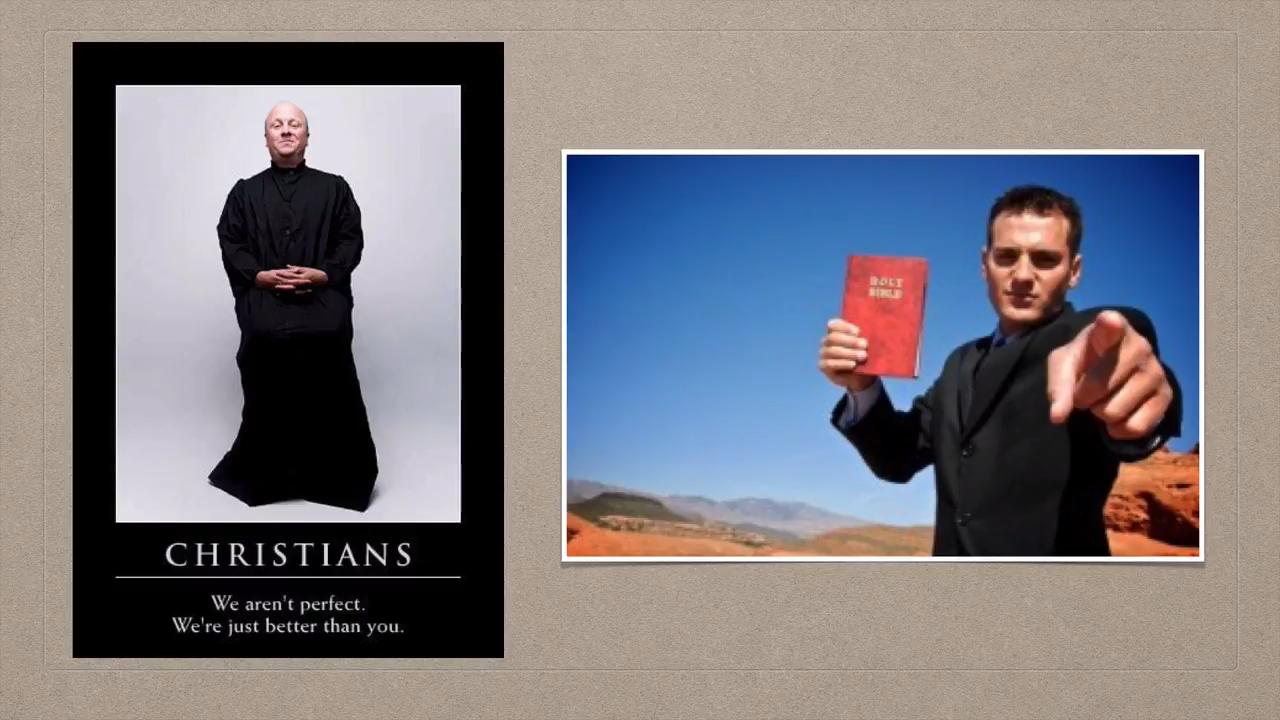 CHRISTIANS
We aren't perfect.
We're just better than you.
HOLY
BIBLE